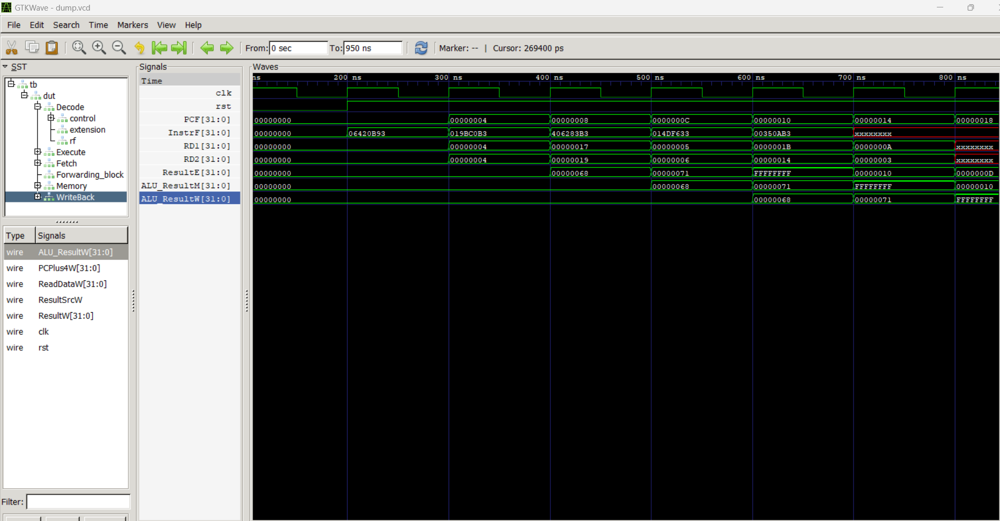 GTKWave - dump.vcd
File Edit Search Time Markers View Help
From: 0 sec To: 950 ns Marker: -- | Cursor: 269400 ps
SST
tb
dut
Decode
control
extension
rf
Execute
Fetch
Forwarding_block
Memory
WriteBack
Type Signals
wire ALU_ResultW[31:0]
wire PCPlus4W[31:0]
wire ReadDataW[31:0]
wire ResultSrcW
wire ResultW[31:0]
wire clk
wire rst
Filter:
Signals
Time
clk
rst
PCF[31:0]
InstrF[31:0]
RD1[31:0]
RD2[31:0]
ResultE[31:0]
ALU_ResultM[31:0]
ALU_ResultW[31:0]
Waves
ns 200 ns 300 ns 400 ns 500 ns 600 ns 700 ns 800 ns
00000000 00000004 00000008 0000000C 00000010 00000014 00000018
00000000 06420B93 019BC0B3 406283B3 014DF633 00350AB3 xxxxxxxx
00000000 00000004 00000017 00000005 0000001B 0000000A xxxxxxxx
00000000 00000004 00000019 00000006 00000014 00000003 xxxxxxxx
00000000 00000068 00000071 FFFFFFFF 00000010 0000000D
00000000 00000068 00000071 FFFFFFFF 00000010
00000000 00000068 00000071 FFFFFFFF